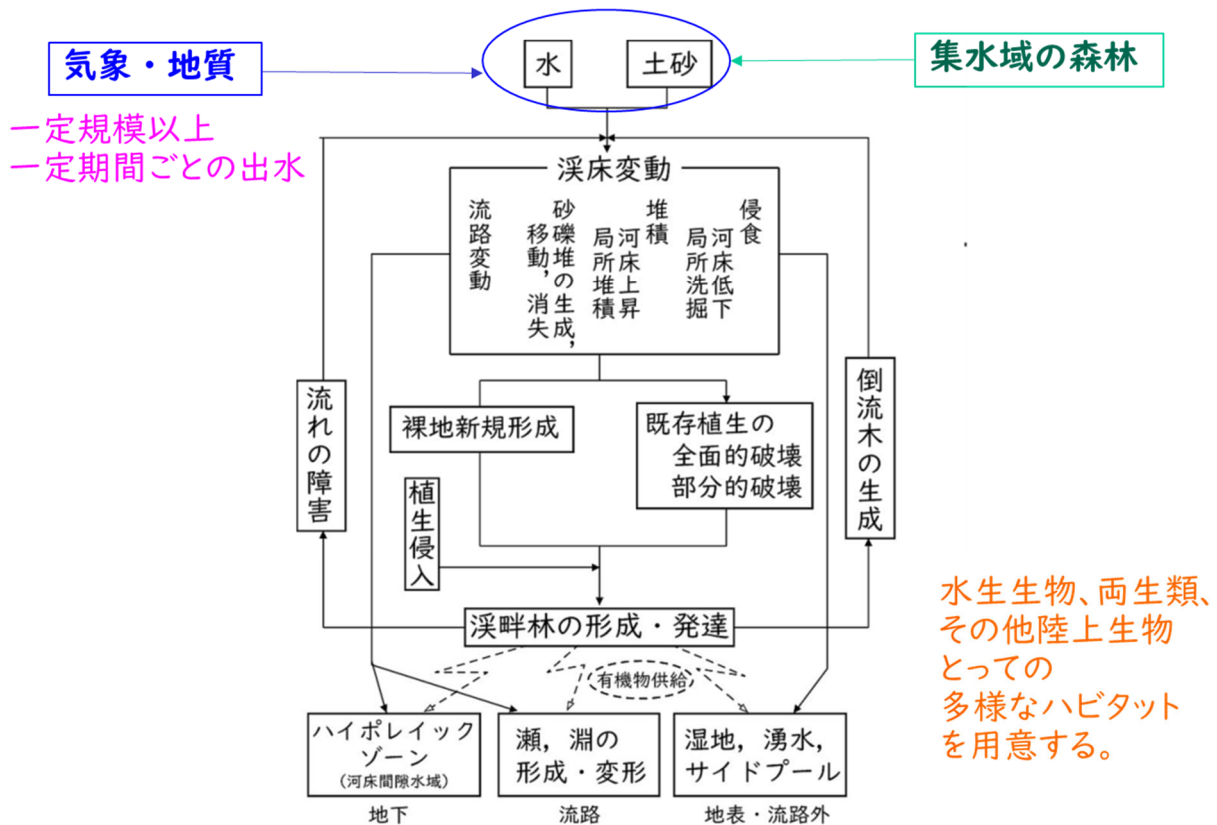 気象・地質
水
土砂
集水域の森林
一定規模以上
一定期間ごとの出水
渓床変動
流路変動
砂礫堆の生成,
移動,消失
堆積
河床上昇
局所堆積
侵食
河床低下
局所洗掘
流れの障害
裸地新規形成
既存植生の
全面的破壊
部分的破壊
倒流木の生成
植生侵入
渓畔林の形成・発達
有機物供給
水生生物、両生類、
その他陸上生物
とっての
多様なハビタット
を用意する。
ハイポレイック
ゾーン
(河床間隙水域)
瀬,淵の
形成・変形
湿地,湧水,
サイドプール
地下
流路
地表・流路外